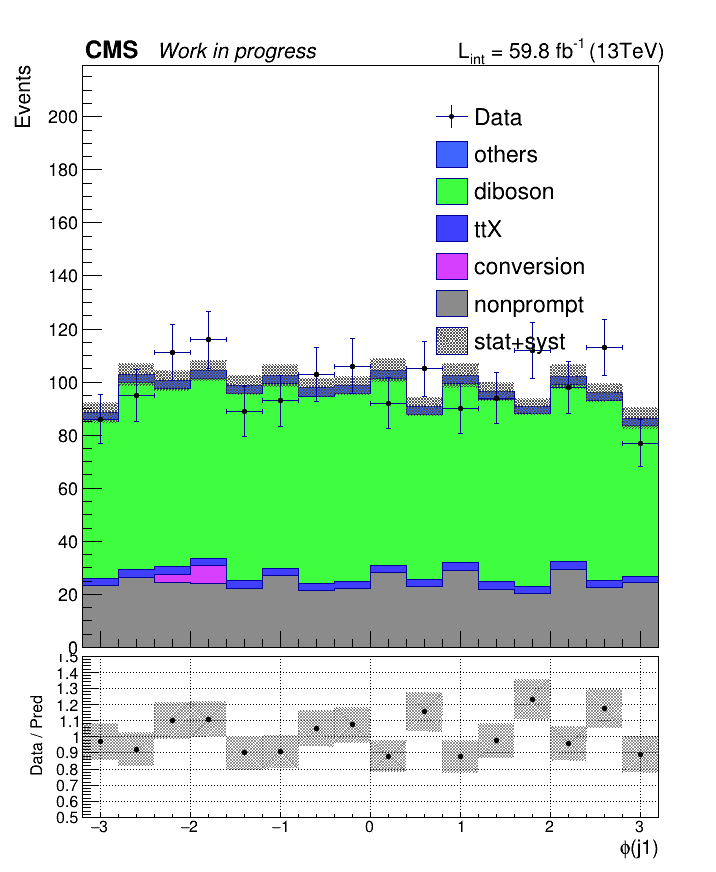 CMS Work in progress L_int = 59.8 fb^-1 (13TeV)
Events
Data
others
diboson
ttX
conversion
nonprompt
stat+syst
200
180
160
140
120
100
80
60
40
20
0
Data / Pred
1.5
1.4
1.3
1.2
1.1
1
0.9
0.8
0.7
0.6
0.5
−3 −2 −1 0 1 2 3
ϕ(j1)